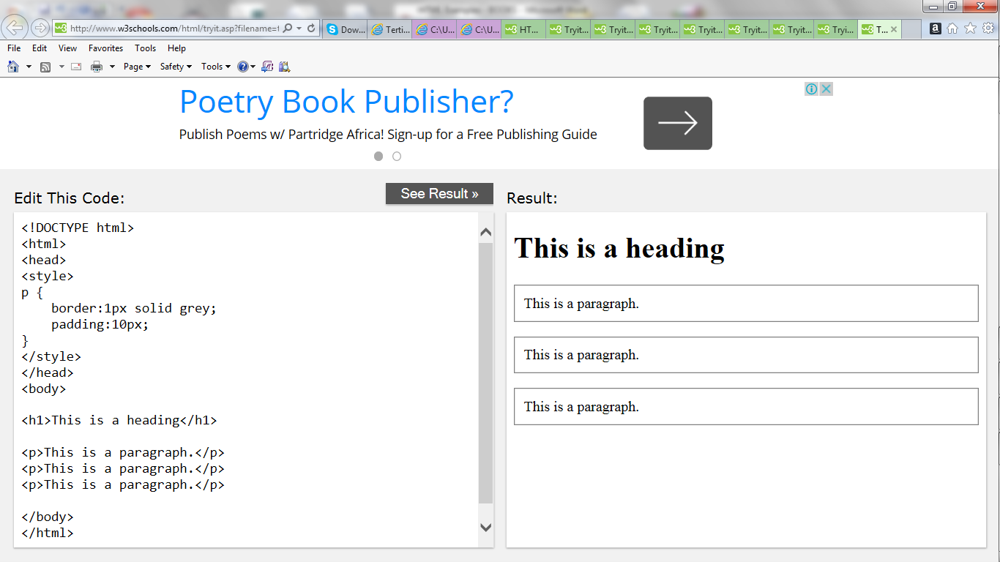 http://www.w3schools.com/html/tryit.asp?filename=t
Dow...
Terti...
C:\U...
C:\U...
HT...
Tryit...
Tryit...
Tryit...
Tryit...
Tryit...
Tryit...
Tryi...
T...
File Edit View Favorites Tools Help
Page Safety Tools
Poetry Book Publisher?
Publish Poems w/ Partridge Africa! Sign-up for a Free Publishing Guide
Edit This Code:
See Result »
<!DOCTYPE html>
<html>
<head>
<style>
p {
    border:1px solid grey;
    padding:10px;
}
</style>
</head>
<body>
<h1>This is a heading</h1>
<p>This is a paragraph.</p>
<p>This is a paragraph.</p>
<p>This is a paragraph.</p>
</body>
</html>
Result:
This is a heading
This is a paragraph.
This is a paragraph.
This is a paragraph.